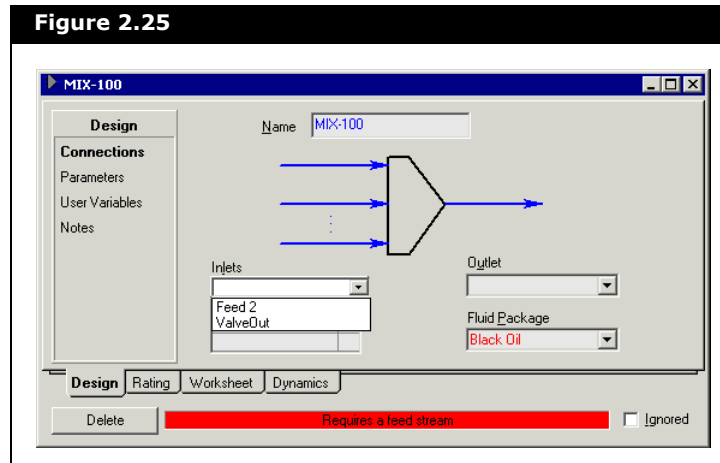 Figure 2.25
MIX-100
Design
Connections
Parameters
User Variables
Notes
Name MIX-100
Inlets
Feed 2
ValveOut
Outlet
Fluid Package
Black Oil
Design Rating Worksheet Dynamics
Delete Requires a feed stream Ignored